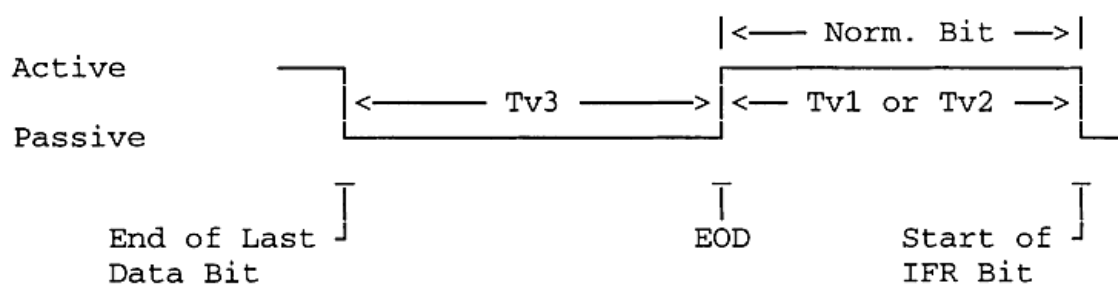 |<—— Norm. Bit ——>|
Active
|<———— Tv3 ————>|<—— Tv1 or Tv2 ——>|
Passive
End of Last EOD Start of
Data Bit IFR Bit